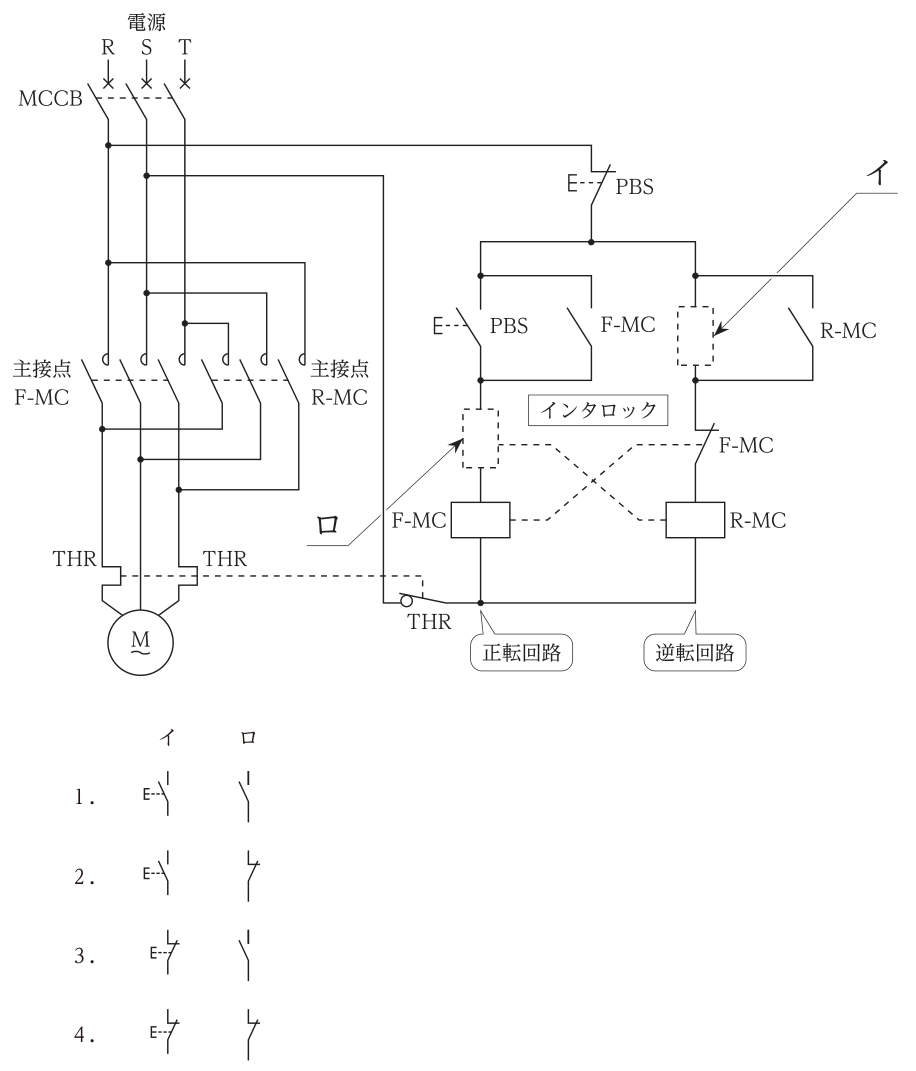 電源
R S T
MCCB
PBS
イ
PBS
F-MC
R-MC
主接点
F-MC
主接点
R-MC
インタロック
F-MC
ロ
F-MC
R-MC
THR
THR
THR
M
正転回路
逆転回路
イ ロ
1.
2.
3.
4.